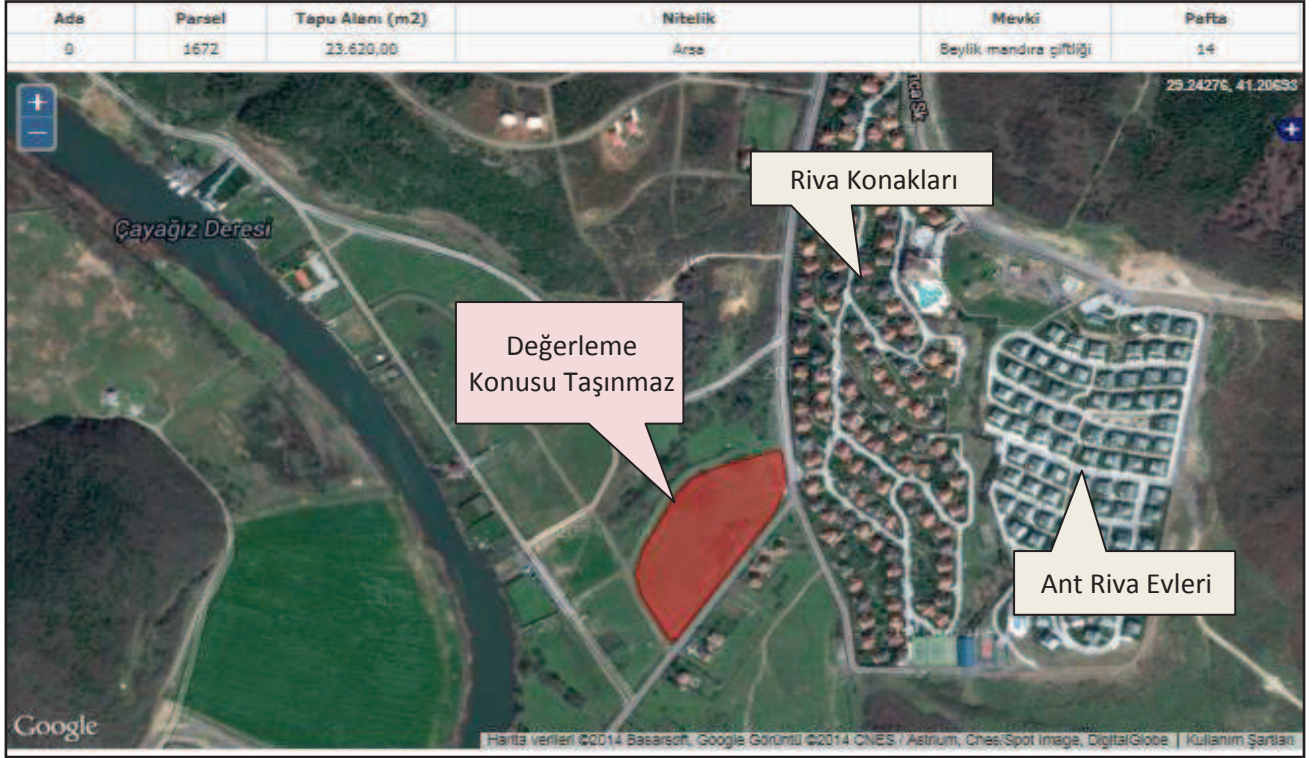 Ada Parsel Tapu Alanı (m2) Nitelik Mevki Pafta
0 1672 23.620,00 Arsa Beylik mandıra çiftliği 14
29.24276, 41.20693
Riva Konakları
Çayağız Deresi
Değerleme
Konusu Taşınmaz
Ant Riva Evleri
Google
Harita verileri ©2014 Basarsoft, Google Görüntü ©2014 CNES / Astrium, Cnes/Spot Image, DigitalGlobe | Kullanım Şartları